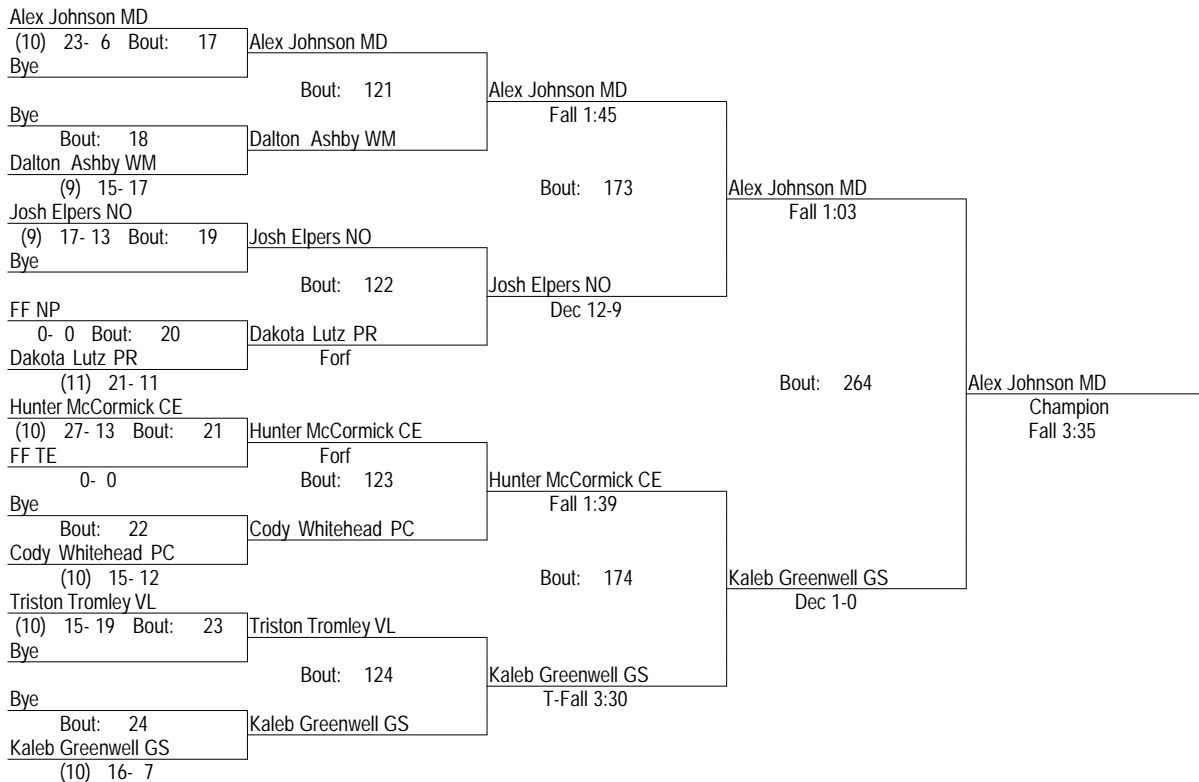 Alex Johnson MD
(10) 23- 6 Bout: 17 Alex Johnson MD
Bye
Bout: 121 Alex Johnson MD
Bye Fall 1:45
Bout: 18 Dalton Ashby WM
Dalton Ashby WM
(9) 15- 17 Bout: 173 Alex Johnson MD
Josh Elpers NO Fall 1:03
(9) 17- 13 Bout: 19 Josh Elpers NO
Bye
Bout: 122 Josh Elpers NO
FF NP Dec 12-9
0- 0 Bout: 20 Dakota Lutz PR
Dakota Lutz PR Forf
(11) 21- 11 Bout: 264 Alex Johnson MD
Hunter McCormick CE Champion
(10) 27- 13 Bout: 21 Hunter McCormick CE Fall 3:35
FF TE Forf
0- 0 Bout: 123 Hunter McCormick CE
Bye Fall 1:39
Bout: 22 Cody Whitehead PC
Cody Whitehead PC
(10) 15- 12 Bout: 174 Kaleb Greenwell GS
Triston Tromley VL Dec 1-0
(10) 15- 19 Bout: 23 Triston Tromley VL
Bye
Bout: 124 Kaleb Greenwell GS
Bye T-Fall 3:30
Bout: 24 Kaleb Greenwell GS
Kaleb Greenwell GS
(10) 16- 7